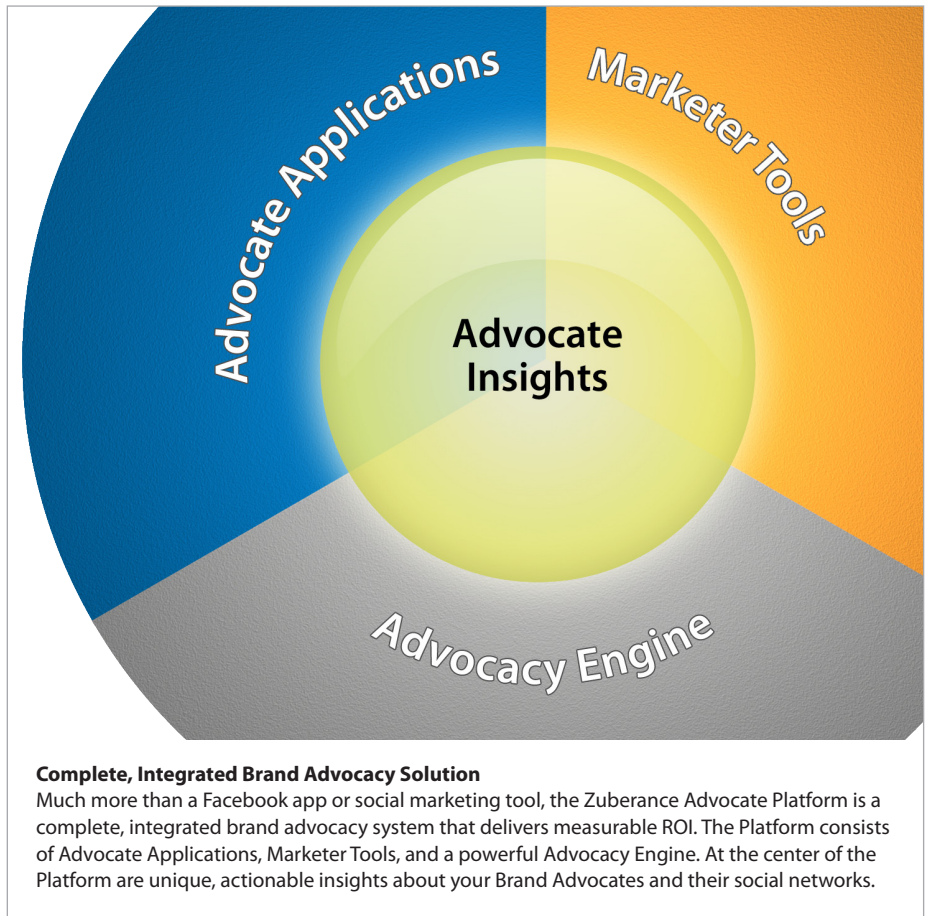 Advocate Applications
Marketer Tools
Advocate
Insights
Advocacy Engine
Complete, Integrated Brand Advocacy Solution
Much more than a Facebook app or social marketing tool, the Zuberance Advocate Platform is a
complete, integrated brand advocacy system that delivers measurable ROI. The Platform consists
of Advocate Applications, Marketer Tools, and a powerful Advocacy Engine. At the center of the
Platform are unique, actionable insights about your Brand Advocates and their social networks.